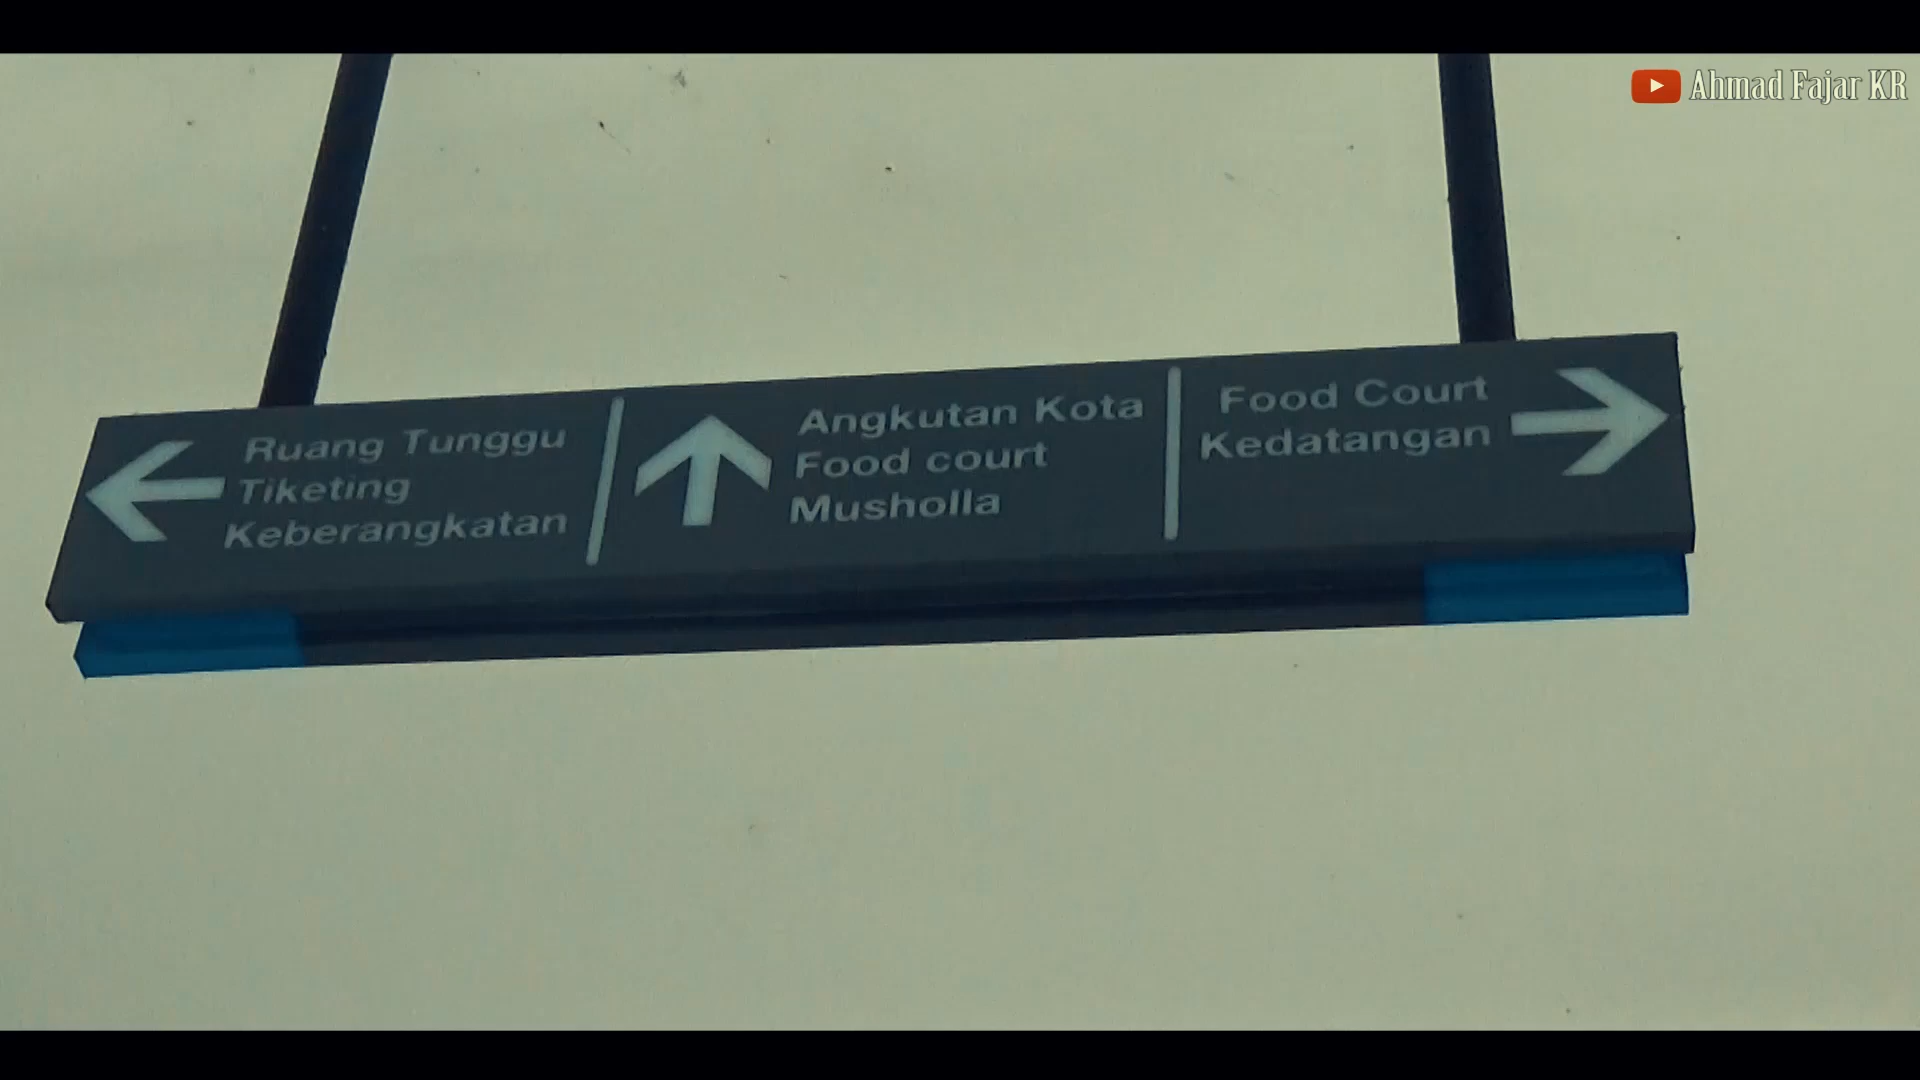 Ahmad Fajar KR
Ruang Tunggu
Tiketing
Keberangkatan
Angkutan Kota
Food court
Musholla
Food Court
Kedatangan